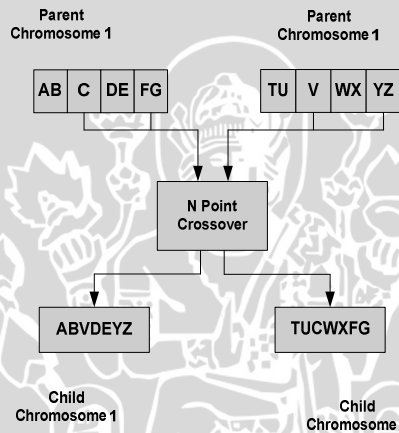 Parent
Chromosome 1
Parent
Chromosome 1
AB C DE FG
TU V WX YZ
N Point
Crossover
ABVDEYZ
TUCWXFG
Child
Chromosome 1
Child
Chromosome